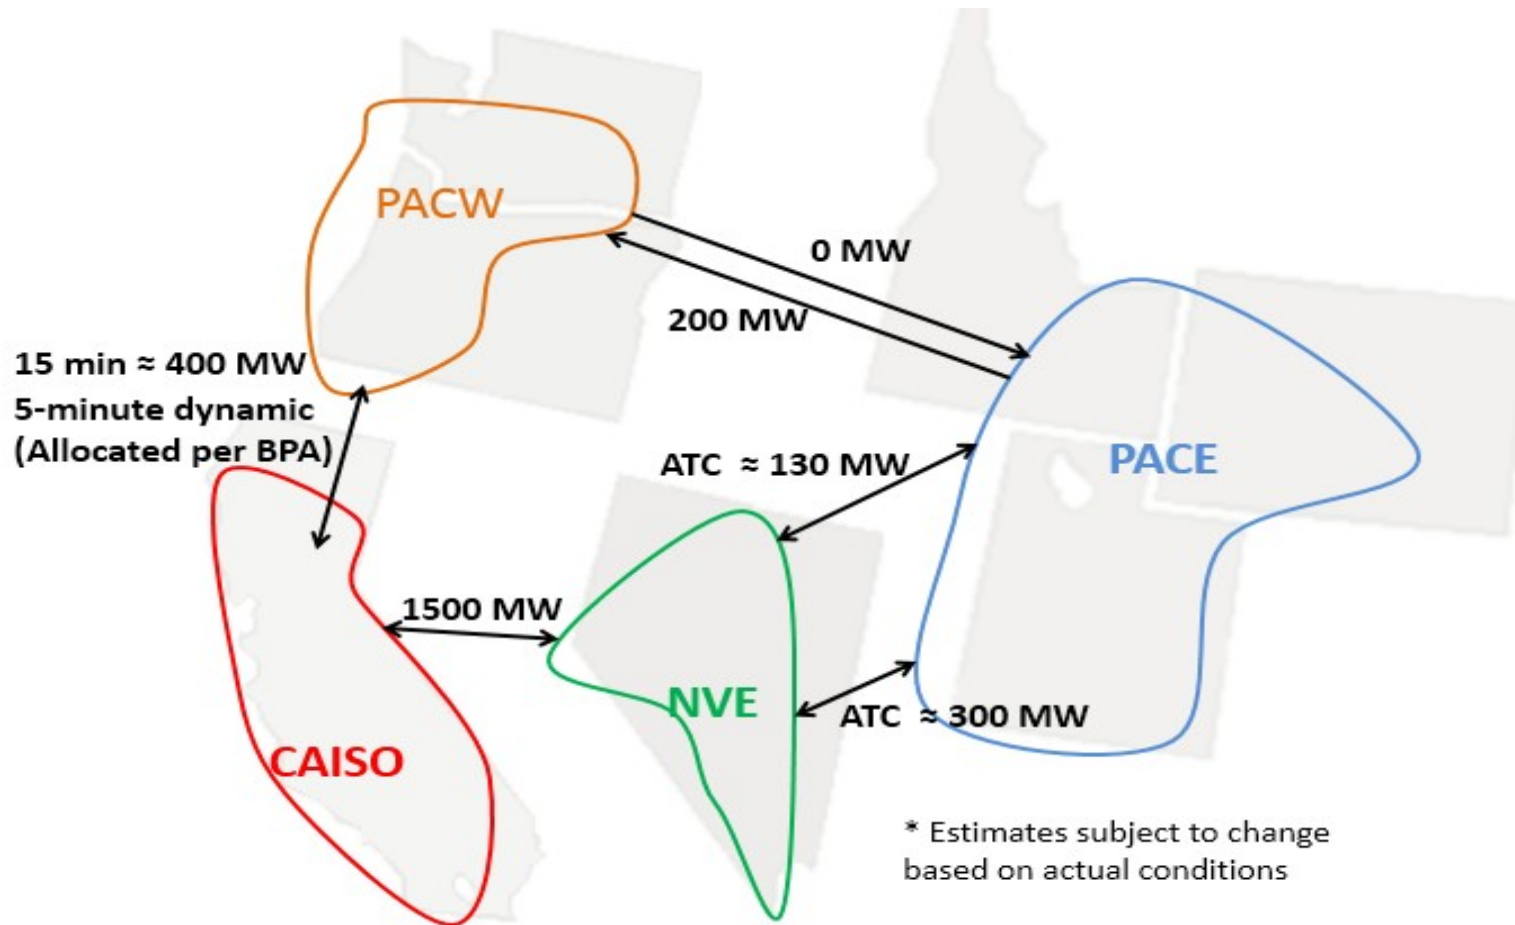 PACW
0 MW
200 MW
15 min ≈ 400 MW
5-minute dynamic
(Allocated per BPA)
ATC ≈ 130 MW
PACE
1500 MW
NVE
ATC ≈ 300 MW
CAISO
* Estimates subject to change
based on actual conditions